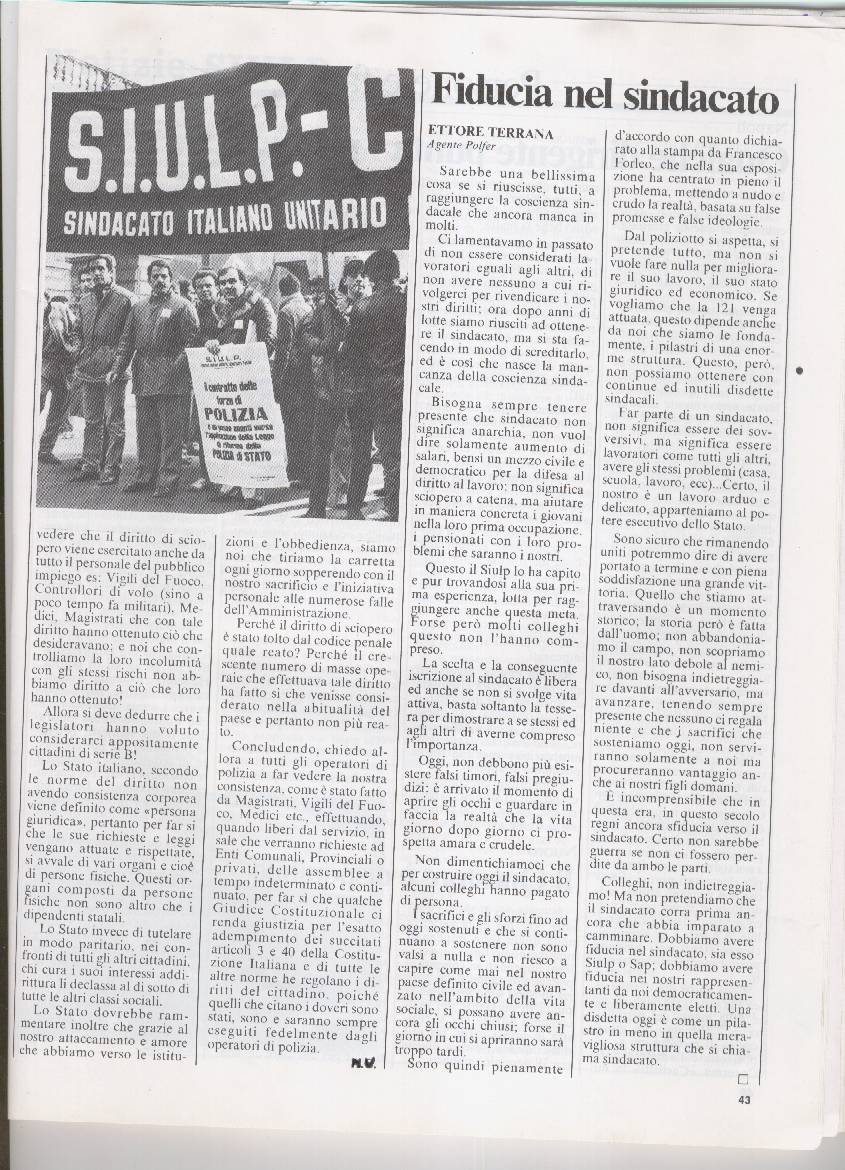 S.I.U.L.P.- C
SINDACATO ITALIANO UNITARIO
il contratto delle
forze di
POLIZIA
è un passo avanti verso
l'applicazione della Legge
di riforma della
POLIZIA di STATO
vedere che il diritto di scio-
pero viene esercitato anche da
tutto il personale del pubblico
impiego es: Vigili del Fuoco,
Controllori di volo (sino a
poco tempo fa militari), Me-
dici, Magistrati che con tale
diritto hanno ottenuto ciò che
desideravano; e noi che con-
trolliamo la loro incolumità
con gli stessi rischi non ab-
biamo diritto a ciò che loro
hanno ottenuto!
Allora si deve dedurre che i
legislatori hanno voluto
considerarci appositamente
cittadini di serie B!
Lo Stato italiano, secondo
le norme del diritto non
avendo consistenza corporea
viene definito come «persona
giuridica», pertanto per far si
che le sue richieste e leggi
vengano attuate e rispettate,
si avvale di vari organi e cioè
di persone fisiche. Questi or-
gani composti da persone
fisiche non sono altro che i
dipendenti statali.
Lo Stato invece di tutelare
in modo paritario, nei con-
fronti di tutti gli altri cittadini,
chi cura i suoi interessi addi-
rittura li declassa al di sotto di
tutte le altre classi sociali.
Lo Stato dovrebbe ram-
mentare inoltre che grazie al
nostro attaccamento e amore
che abbiamo verso le istitu-
zioni e l'obbedienza, siamo
noi che tiriamo la carretta
ogni giorno sopperendo con il
nostro sacrificio e l'iniziativa
personale alle numerose falle
dell'Amministrazione.
Perché il diritto di sciopero
è stato tolto dal codice penale
quale reato? Perché il cre-
scente numero di masse ope-
raie che effettuava tale diritto
ha fatto si che venisse consi-
derato nella abitualità del
paese e pertanto non più rea-
to.
Concludendo, chiedo al-
lora a tutti gli operatori di
polizia a far vedere la nostra
consistenza, come è stato fatto
da Magistrati, Vigili del Fuo-
co, Medici etc., effettuando,
quando liberi dal servizio, in
sale che verranno richieste ad
Enti Comunali, Provinciali o
privati, delle assemblee a
tempo indeterminato e conti-
nuato, per far si che qualche
Giudice Costituzionale ci
renda giustizia per l'esatto
adempimento dei succitati
articoli 3 e 40 della Costitu-
zione Italiana e di tutte le
altre norme he regolano i di-
ritti del cittadino, poiché
quelli che citano i doveri sono
stati, sono e saranno sempre
eseguiti fedelmente dagli
operatori di polizia.
N.U.
Fiducia nel sindacato
ETTORE TERRANA
Agente Polfer
Sarebbe una bellissima
cosa se si riuscisse, tutti, a
raggiungere la coscienza sin-
dacale che ancora manca in
molti.
Ci lamentavamo in passato
di non essere considerati la-
voratori eguali agli altri, di
non avere nessuno a cui ri-
volgerci per rivendicare i no-
stri diritti; ora dopo anni di
lotte siamo riusciti ad ottene-
re il sindacato, ma si sta fa-
cendo in modo di screditarlo,
ed è così che nasce la man-
canza della coscienza sinda-
cale.
Bisogna sempre tenere
presente che sindacato non
significa anarchia, non vuol
dire solamente aumento di
salari, bensì un mezzo civile e
democratico per la difesa al
diritto al lavoro; non significa
sciopero a catena, ma aiutare
in maniera concreta i giovani
nella loro prima occupazione,
i pensionati con i loro pro-
blemi che saranno i nostri.
Questo il Siulp lo ha capito
e pur trovandosi alla sua pri-
ma esperienza, lotta per rag-
giungere anche questa meta.
Forse però molti colleghi
questo non l'hanno com-
preso.
La scelta e la conseguente
iscrizione al sindacato è libera
ed anche se non si svolge vita
attiva, basta soltanto la tesse-
ra per dimostrare a se stessi ed
agli altri di averne compreso
l'importanza.
Oggi, non debbono più esi-
stere falsi timori, falsi pregiu-
dizi: è arrivato il momento di
aprire gli occhi e guardare in
faccia la realtà che la vita
giorno dopo giorno ci pro-
spetta amara e crudele.
Non dimentichiamoci che
per costruire oggi il sindacato,
alcuni colleghi hanno pagato
di persona.
I sacrifici e gli sforzi fino ad
oggi sostenuti e che si conti-
nuano a sostenere non sono
valsi a nulla e non riesco a
capire come mai nel nostro
paese definito civile ed avan-
zato nell'ambito della vita
sociale, si possano avere an-
cora gli occhi chiusi; forse il
giorno in cui si apriranno sarà
troppo tardi.
Sono quindi pienamente
d'accordo con quanto dichia-
rato alla stampa da Francesco
Forleo, che nella sua esposi-
zione ha centrato in pieno il
problema, mettendo a nudo e
crudo la realtà, basata su false
promesse e false ideologie.
Dal poliziotto si aspetta, si
pretende tutto, ma non si
vuole fare nulla per migliora-
re il suo lavoro, il suo stato
giuridico ed economico. Se
vogliamo che la 121 venga
attuata, questo dipende anche
da noi che siamo le fonda-
mente, i pilastri di una enor-
me struttura. Questo, però,
non possiamo ottenere con
continue ed inutili disdette
sindacali.
Far parte di un sindacato,
non significa essere dei sov-
versivi, ma significa essere
lavoratori come tutti gli altri,
avere gli stessi problemi (casa,
scuola, lavoro, ecc)...Certo, il
nostro è un lavoro arduo e
delicato, apparteniamo al po-
tere esecutivo dello Stato.
Sono sicuro che rimanendo
uniti potremmo dire di avere
portato a termine e con piena
soddisfazione una grande vit-
toria. Quello che stiamo at-
traversando è un momento
storico; la storia però è fatta
dall'uomo; non abbandonia-
mo il campo, non scopriamo
il nostro lato debole al nemi-
co, non bisogna indietreggia-
re davanti all'avversario, ma
avanzare, tenendo sempre
presente che nessuno ci regala
niente e che i sacrifici che
sosteniamo oggi, non servi-
ranno solamente a noi ma
procureranno vantaggio an-
che ai nostri figli domani.
È incomprensibile che in
questa era, in questo secolo
regni ancora sfiducia verso il
sindacato. Certo non sarebbe
guerra se non ci fossero per-
dite da ambo le parti.
Colleghi, non indietreggia-
mo! Ma non pretendiamo che
il sindacato corra prima an-
cora che abbia imparato a
camminare. Dobbiamo avere
fiducia nel sindacato, sia esso
Siulp o Sap; dobbiamo avere
fiducia nei nostri rappresen-
tanti da noi democraticamen-
te e liberamente eletti. Una
disdetta oggi è come un pila-
stro in meno in quella mera-
vigliosa struttura che si chia-
ma sindacato.
43